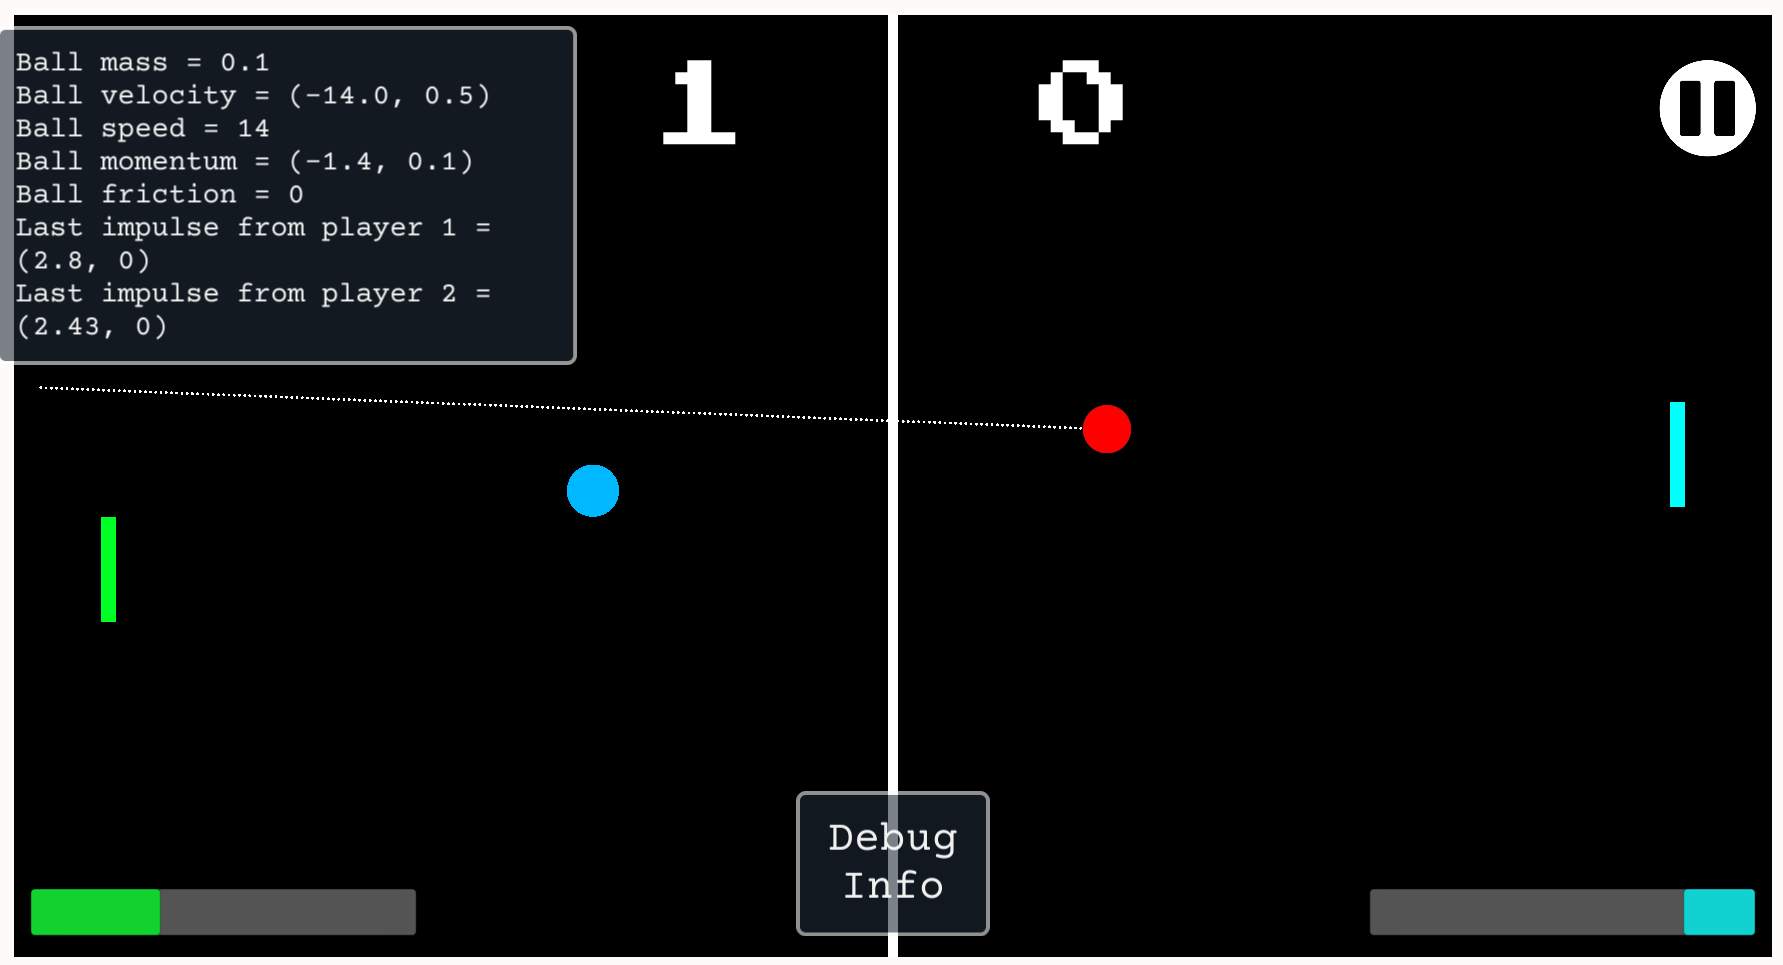 Ball mass = 0.1
Ball velocity = (-14.0, 0.5)
Ball speed = 14
Ball momentum = (-1.4, 0.1)
Ball friction = 0
Last impulse from player 1 =
(2.8, 0)
Last impulse from player 2 =
(2.43, 0)
1
0
Debug
Info